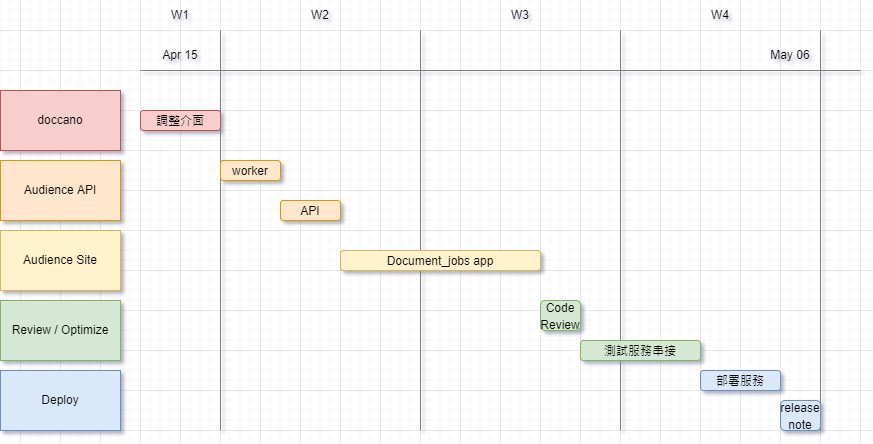 W1
W2
W3
W4
Apr 15
May 06
doccano
調整介面
Audience API
worker
API
Audience Site
Document_jobs app
Review / Optimize
Code
Review
測試服務串接
Deploy
部署服務
release
note